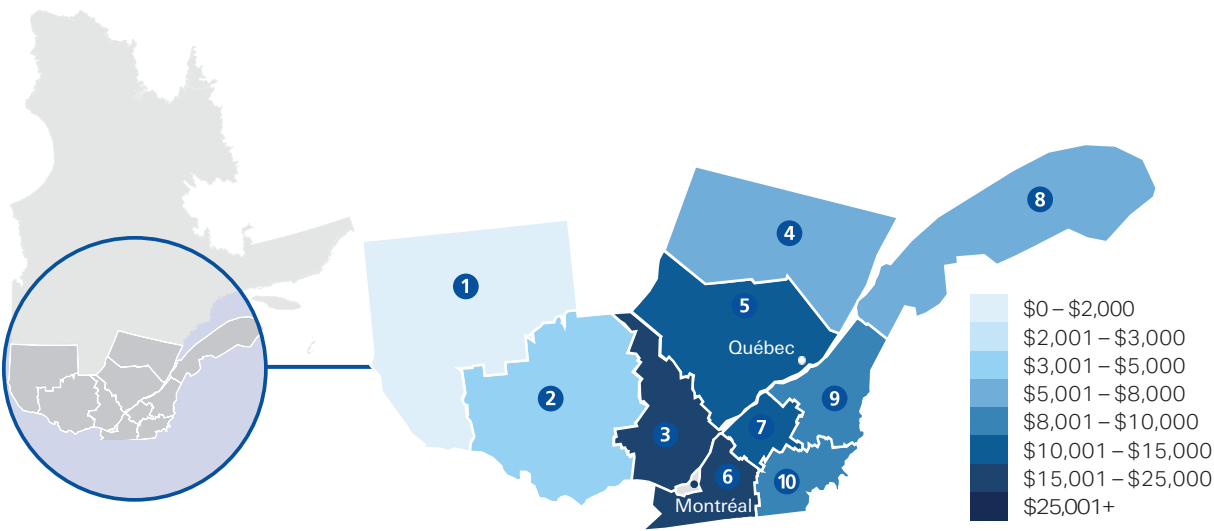 1
2
3
4
5
6
7
8
9
10
Québec
Montréal
$0 – $2,000
$2,001 – $3,000
$3,001 – $5,000
$5,001 – $8,000
$8,001 – $10,000
$10,001 – $15,000
$15,001 – $25,000
$25,001+